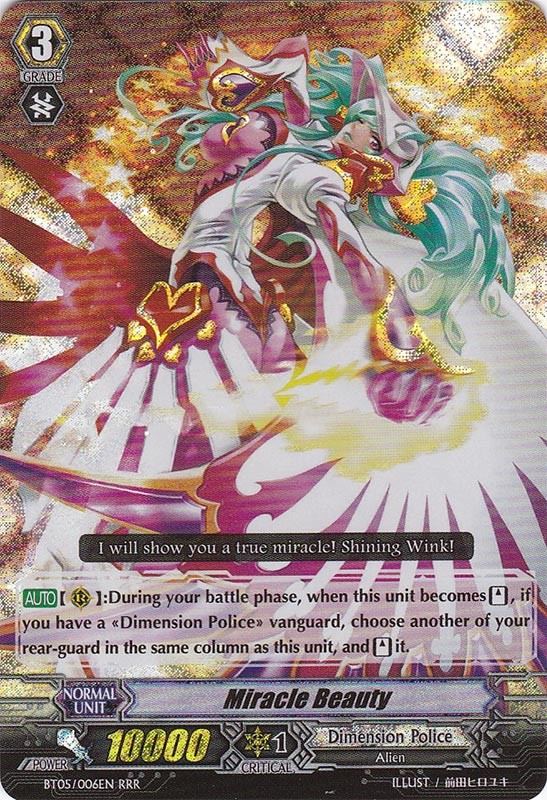 3
GRADE
I will show you a true miracle! Shining Wink!
AUTO [ R ]:During your battle phase, when this unit becomes , if
you have a «Dimension Police» vanguard, choose another of your
rear-guard in the same column as this unit, and it.
NORMAL
UNIT
Miracle Beauty
POWER
10000
1
CRITICAL
Dimension Police
Alien
BT05/006EN RRR
ILLUST / 前田ヒロユキ